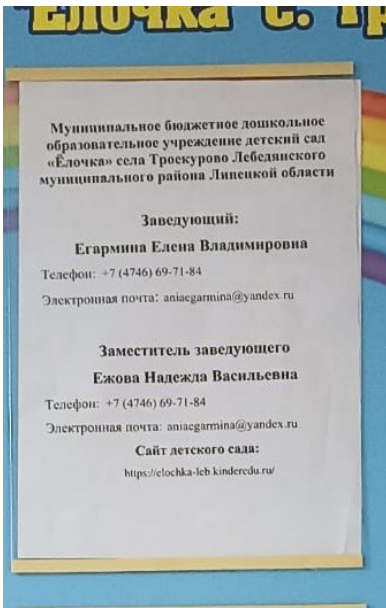 "Ёлочка" с. Тр
Муниципальное бюджетное дошкольное
образовательное учреждение детский сад
«Ёлочка» села Троекурово Лебедянского
муниципального района Липецкой области
Заведующий:
Егармина Елена Владимировна
Телефон: +7 (4746) 69-71-84
Электронная почта: aniaegarmina@yandex.ru
Заместитель заведующего
Ежова Надежда Васильевна
Телефон: +7 (4746) 69-71-84
Электронная почта: aniaegarmina@yandex.ru
Сайт детского сада:
https://elochka-leb.kinderedu.ru/